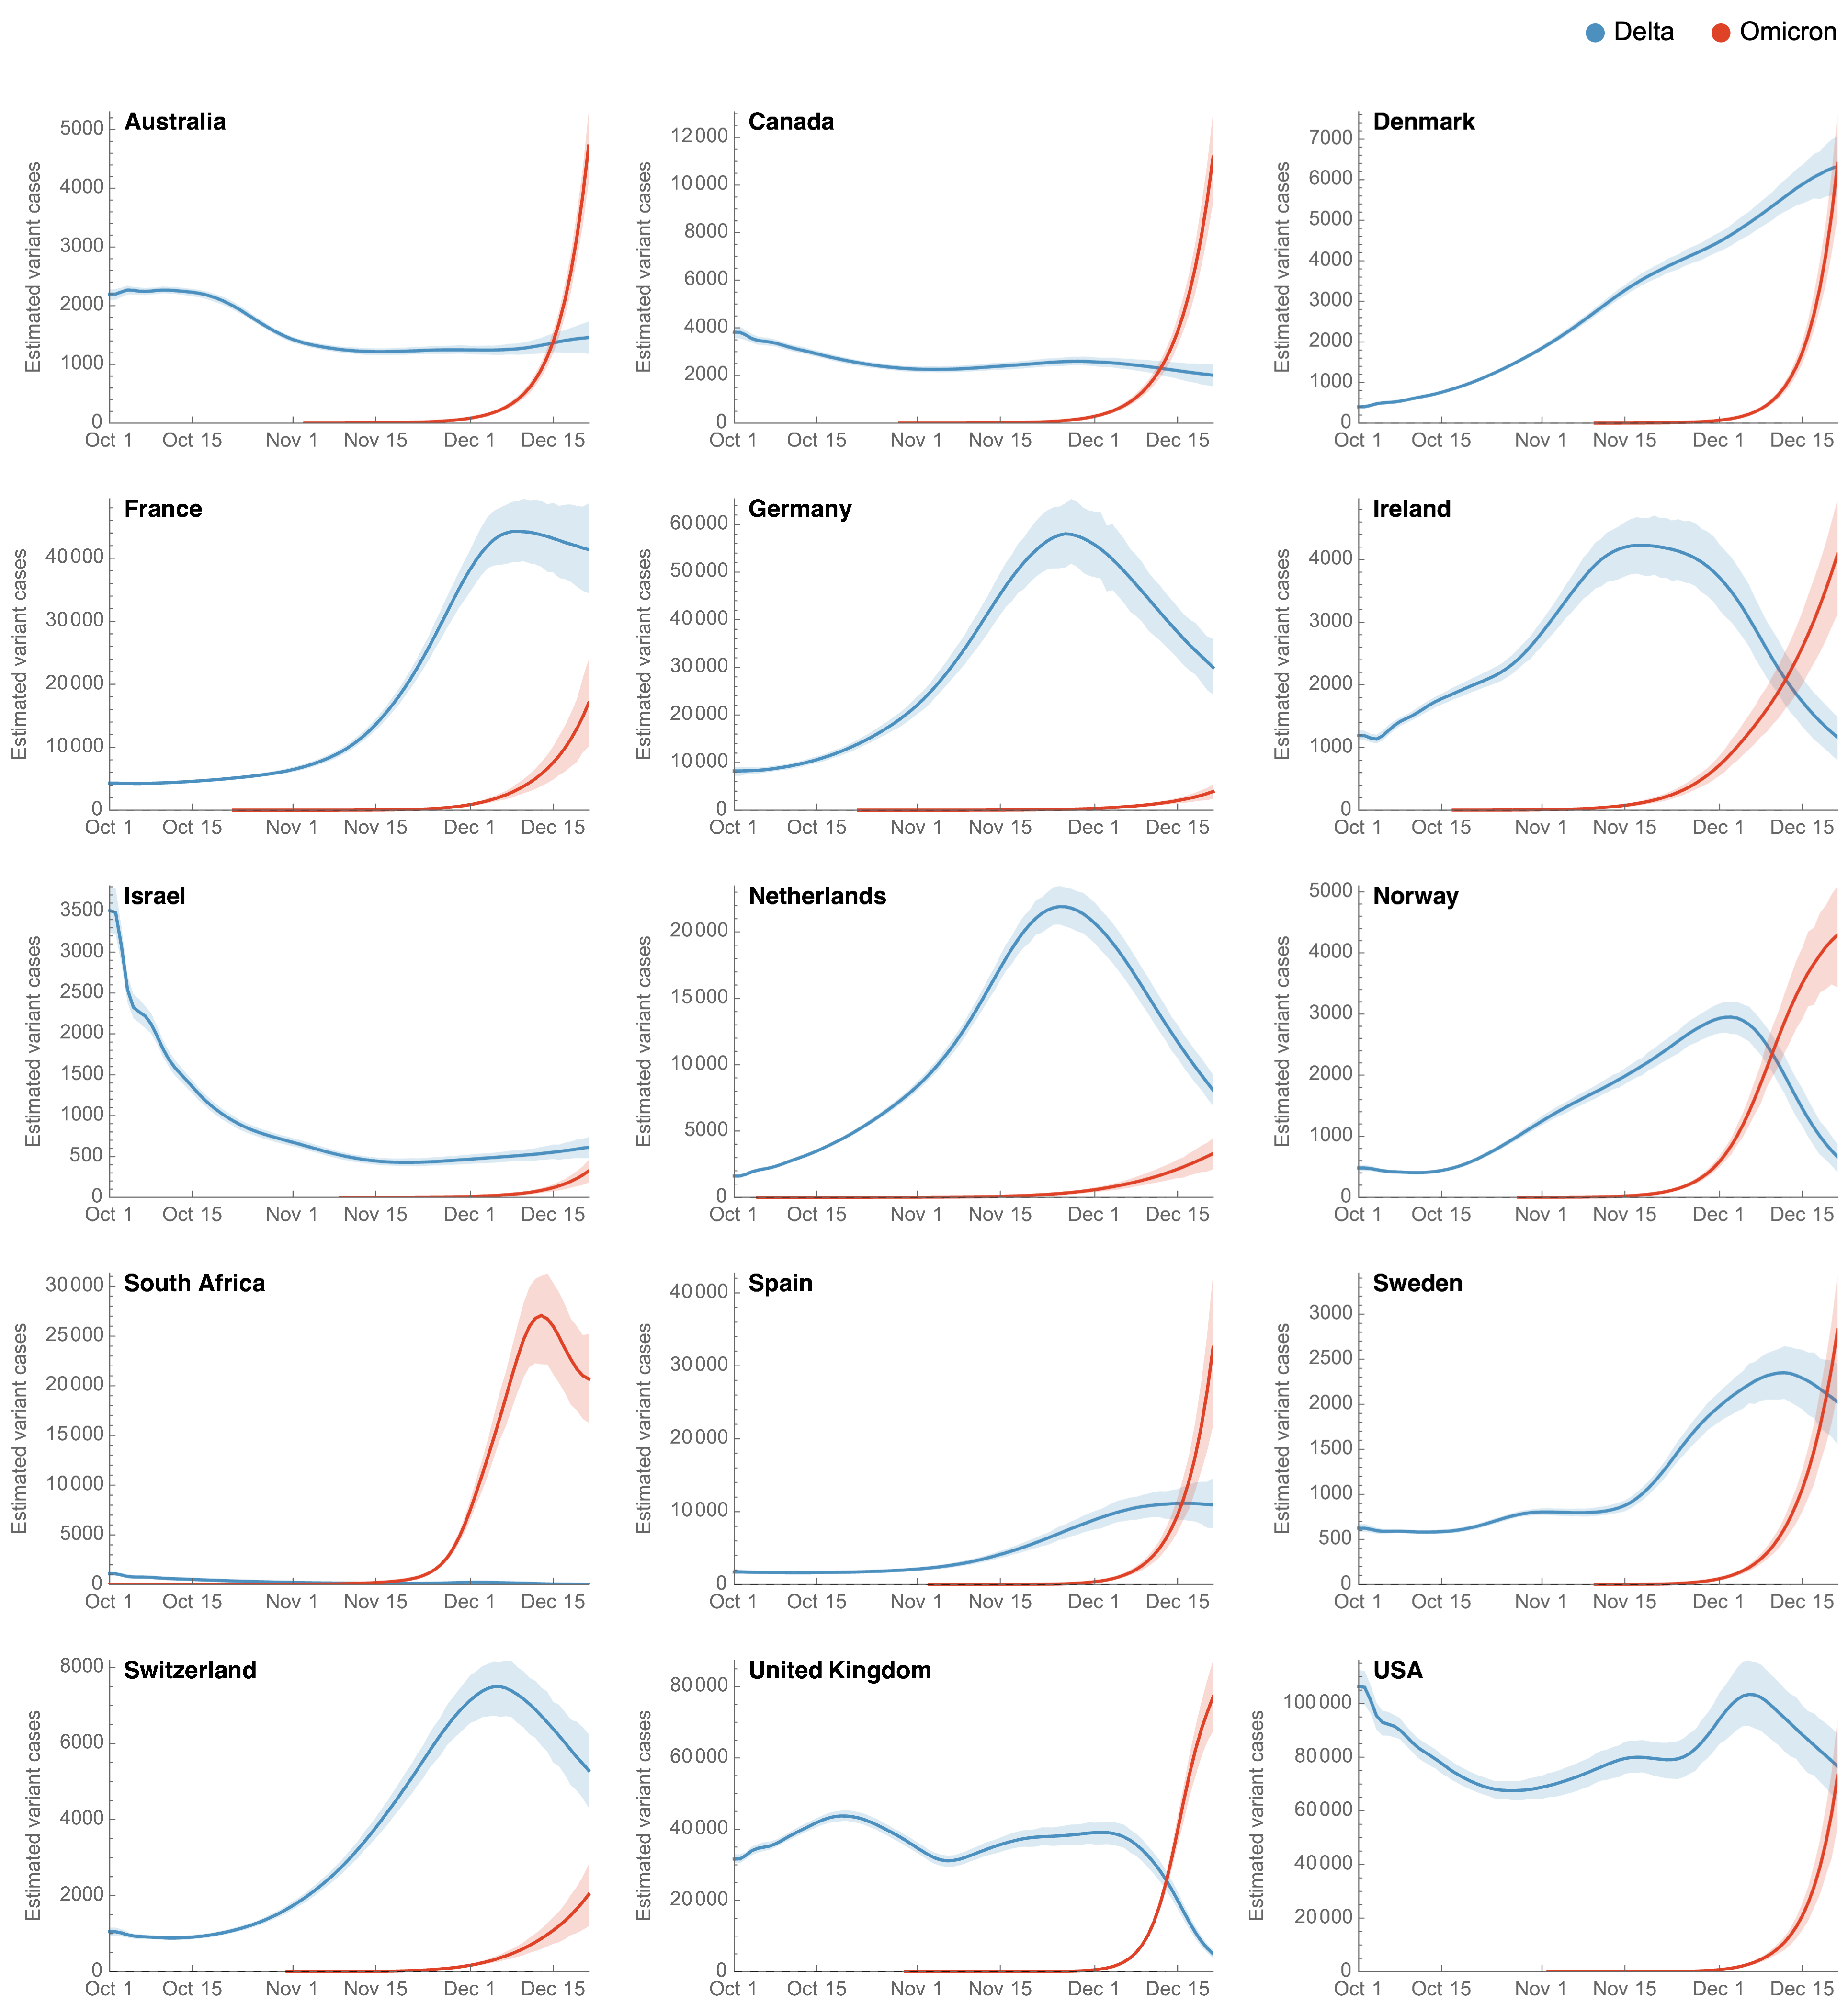 Delta Omicron
Australia
Estimated variant cases
5000
4000
3000
2000
1000
0
Oct 1 Oct 15 Nov 1 Nov 15 Dec 1 Dec 15
Canada
Estimated variant cases
12 000
10 000
8000
6000
4000
2000
0
Oct 1 Oct 15 Nov 1 Nov 15 Dec 1 Dec 15
Denmark
Estimated variant cases
7000
6000
5000
4000
3000
2000
1000
0
Oct 1 Oct 15 Nov 1 Nov 15 Dec 1 Dec 15
France
Estimated variant cases
40 000
30 000
20 000
10 000
0
Oct 1 Oct 15 Nov 1 Nov 15 Dec 1 Dec 15
Germany
Estimated variant cases
60 000
50 000
40 000
30 000
20 000
10 000
0
Oct 1 Oct 15 Nov 1 Nov 15 Dec 1 Dec 15
Ireland
Estimated variant cases
4000
3000
2000
1000
0
Oct 1 Oct 15 Nov 1 Nov 15 Dec 1 Dec 15
Israel
Estimated variant cases
3500
3000
2500
2000
1500
1000
500
0
Oct 1 Oct 15 Nov 1 Nov 15 Dec 1 Dec 15
Netherlands
Estimated variant cases
20 000
15 000
10 000
5000
0
Oct 1 Oct 15 Nov 1 Nov 15 Dec 1 Dec 15
Norway
Estimated variant cases
5000
4000
3000
2000
1000
0
Oct 1 Oct 15 Nov 1 Nov 15 Dec 1 Dec 15
South Africa
Estimated variant cases
30 000
25 000
20 000
15 000
10 000
5000
0
Oct 1 Oct 15 Nov 1 Nov 15 Dec 1 Dec 15
Spain
Estimated variant cases
40 000
30 000
20 000
10 000
0
Oct 1 Oct 15 Nov 1 Nov 15 Dec 1 Dec 15
Sweden
Estimated variant cases
3000
2500
2000
1500
1000
500
0
Oct 1 Oct 15 Nov 1 Nov 15 Dec 1 Dec 15
Switzerland
Estimated variant cases
8000
6000
4000
2000
0
Oct 1 Oct 15 Nov 1 Nov 15 Dec 1 Dec 15
United Kingdom
Estimated variant cases
80 000
60 000
40 000
20 000
0
Oct 1 Oct 15 Nov 1 Nov 15 Dec 1 Dec 15
USA
Estimated variant cases
100 000
80 000
60 000
40 000
20 000
0
Oct 1 Oct 15 Nov 1 Nov 15 Dec 1 Dec 15